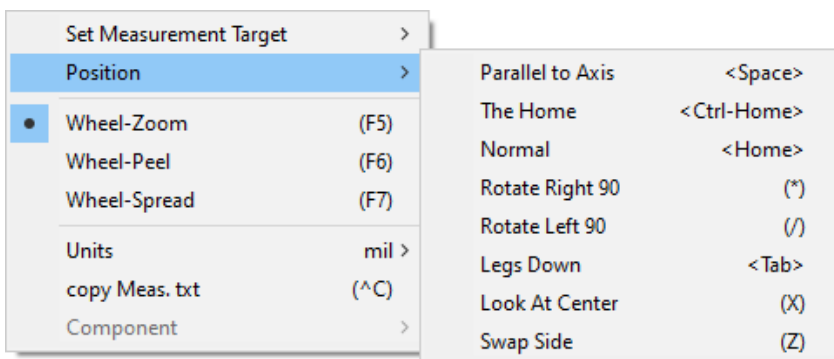 Set Measurement Target >
Position >
Wheel-Zoom (F5)
Wheel-Peel (F6)
Wheel-Spread (F7)
Units mil >
copy Meas. txt (^C)
Component >
Parallel to Axis <Space>
The Home <Ctrl-Home>
Normal <Home>
Rotate Right 90 (*)
Rotate Left 90 (/)
Legs Down <Tab>
Look At Center (X)
Swap Side (Z)